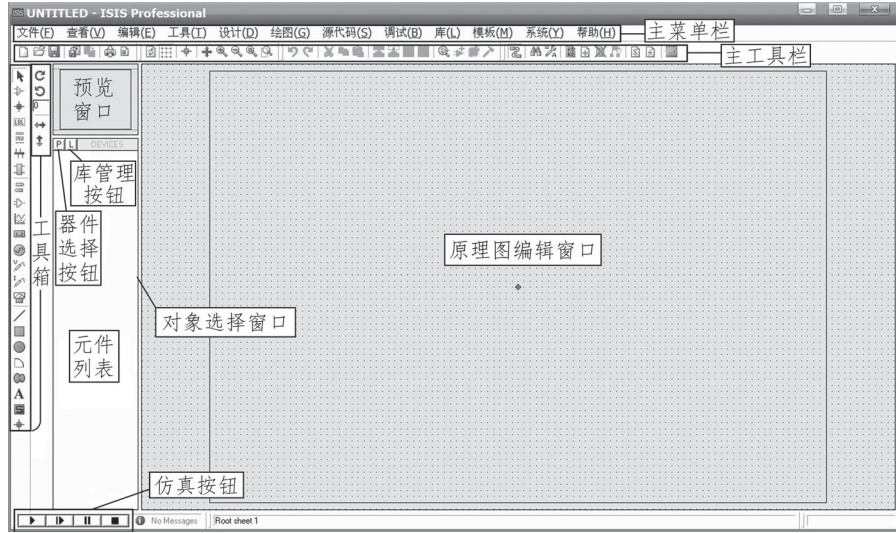 UNTITLED - ISIS Professional
文件(F) 查看(V) 编辑(E) 工具(T) 设计(D) 绘图(G) 源代码(S) 调试(B) 库(L) 模板(M) 系统(Y) 帮助(H)
主菜单栏
主工具栏
预览
窗口
0
LBL
P L DEVICES
库管理
按钮
器件
选择
按钮
工具箱
原理图编辑窗口
对象选择窗口
元件
列表
A
S
仿真按钮
No Messages
Root sheet 1